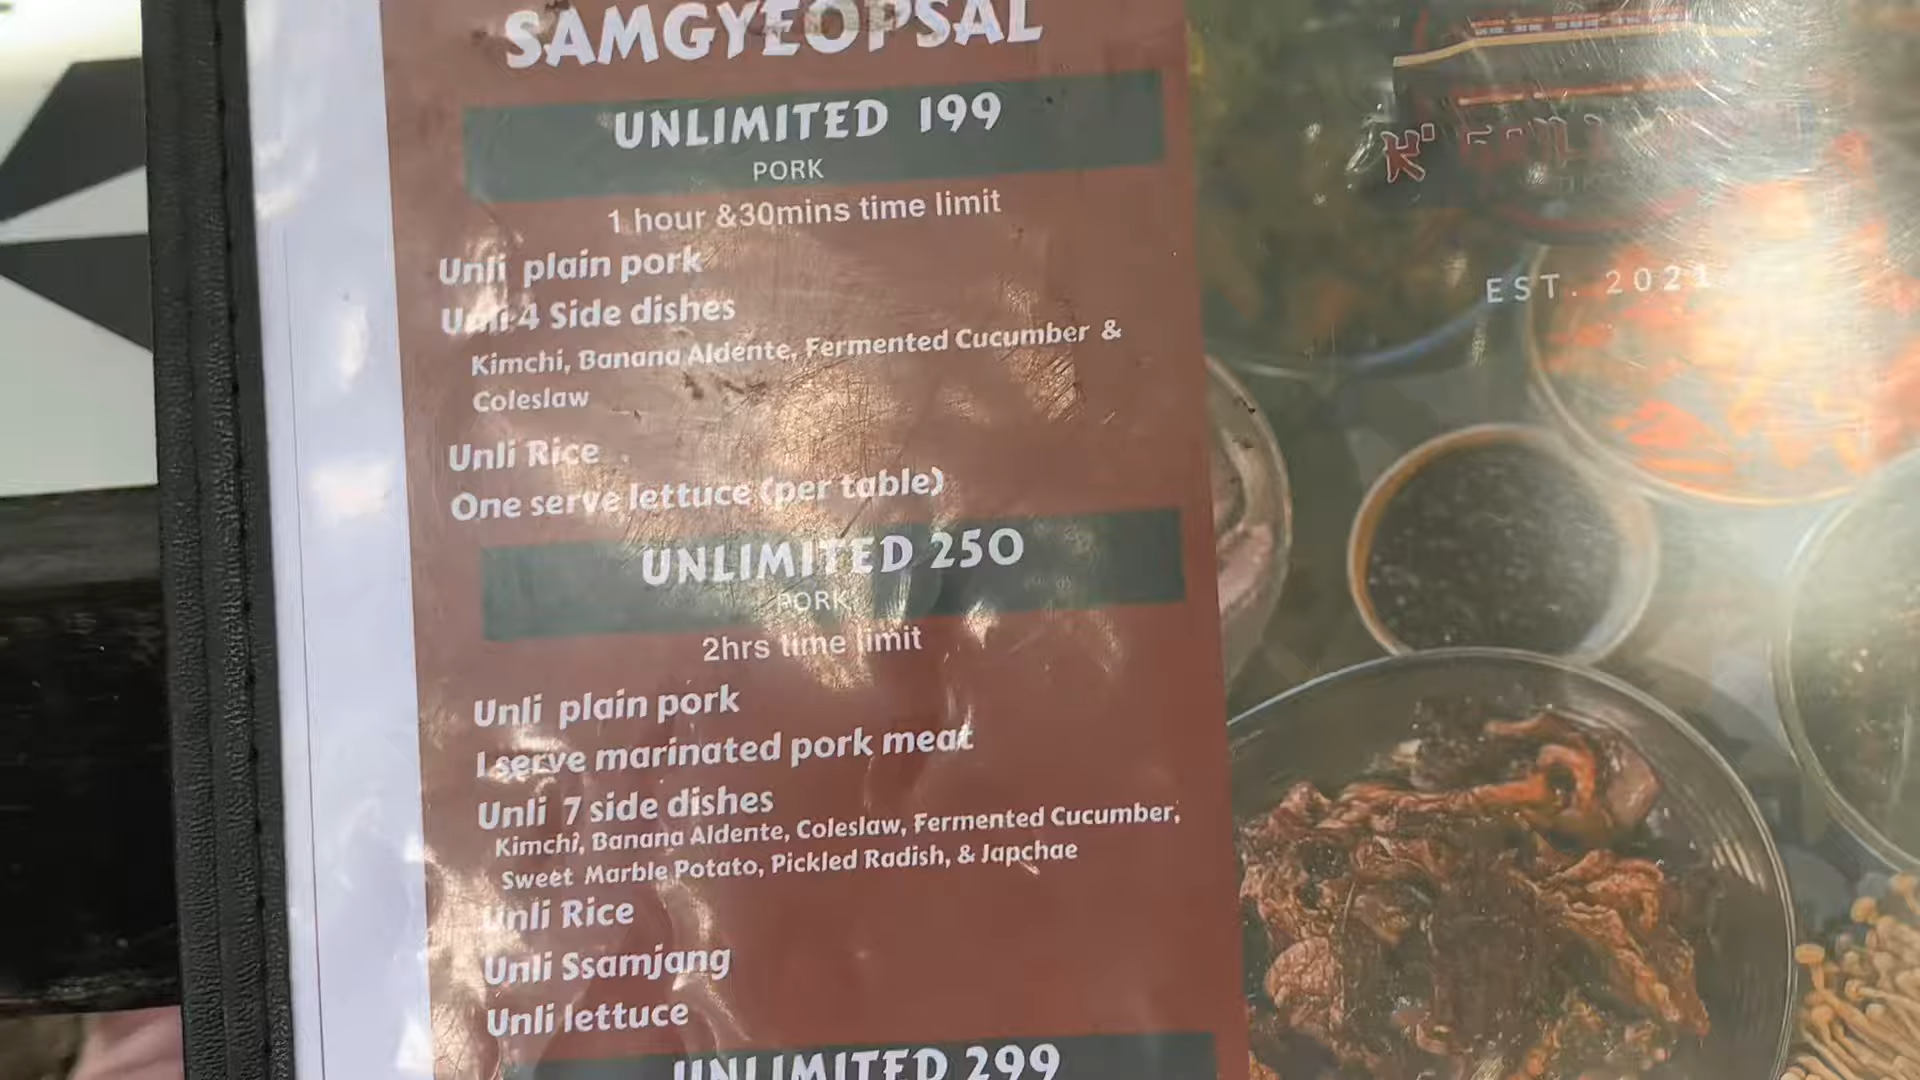 SAMGYEOPSAL
UNLIMITED 199
PORK
1 hour &30mins time limit
Unli plain pork
Unli 4 Side dishes
Kimchi, Banana Aldente, Fermented Cucumber &
Coleslaw
Unli Rice
One serve lettuce (per table)
UNLIMITED 250
PORK
2hrs time limit
Unli plain pork
1 serve marinated pork meat
Unli 7 side dishes
Kimchi, Banana Aldente, Coleslaw, Fermented Cucumber,
Sweet Marble Potato, Pickled Radish, & Japchae
Unli Rice
Unli Ssamjang
Unli lettuce
UNLIMITED 299
EST. 2021